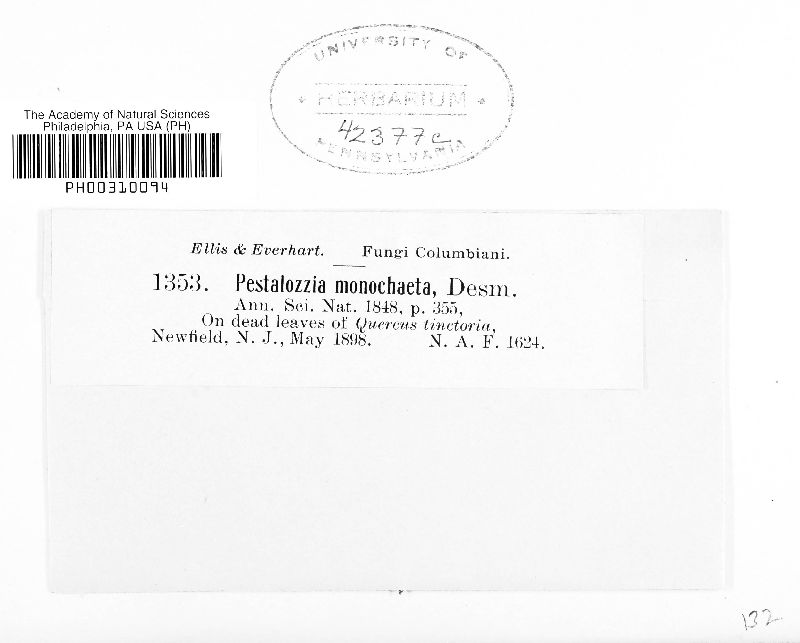 UNIVERSITY OF
* HERBARIUM *
42377c
PENNSYLVANIA
The Academy of Natural Sciences
Philadelphia, PA USA (PH)
PH00310094
Ellis & Everhart. Fungi Columbiani.
1353. Pestalozzia monochaeta, Desm.
Ann. Sci. Nat. 1848, p. 355,
On dead leaves of Quercus tinctoria,
Newfield, N. J., May 1898. N. A. F. 1624.
132